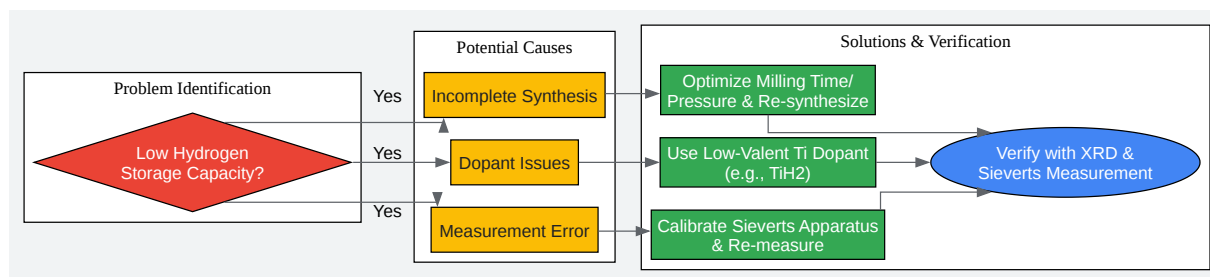 Problem Identification
Low Hydrogen
Storage Capacity?
Yes
Yes
Yes
Potential Causes
Incomplete Synthesis
Dopant Issues
Measurement Error
Solutions & Verification
Optimize Milling Time/
Pressure & Re-synthesize
Use Low-Valent Ti Dopant
(e.g., TiH2)
Calibrate Sieverts Apparatus
& Re-measure
Verify with XRD &
Sieverts Measurement